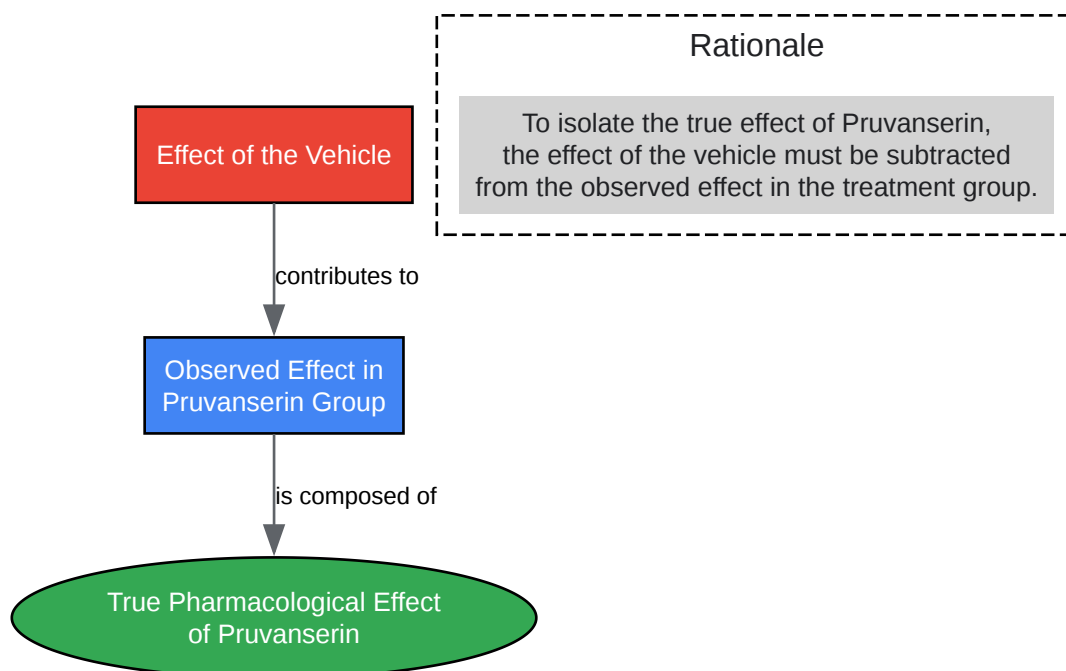 Rationale
To isolate the true effect of Pruvanserin,
the effect of the vehicle must be subtracted
from the observed effect in the treatment group.
Effect of the Vehicle
contributes to
Observed Effect in
Pruvanserin Group
is composed of
True Pharmacological Effect
of Pruvanserin